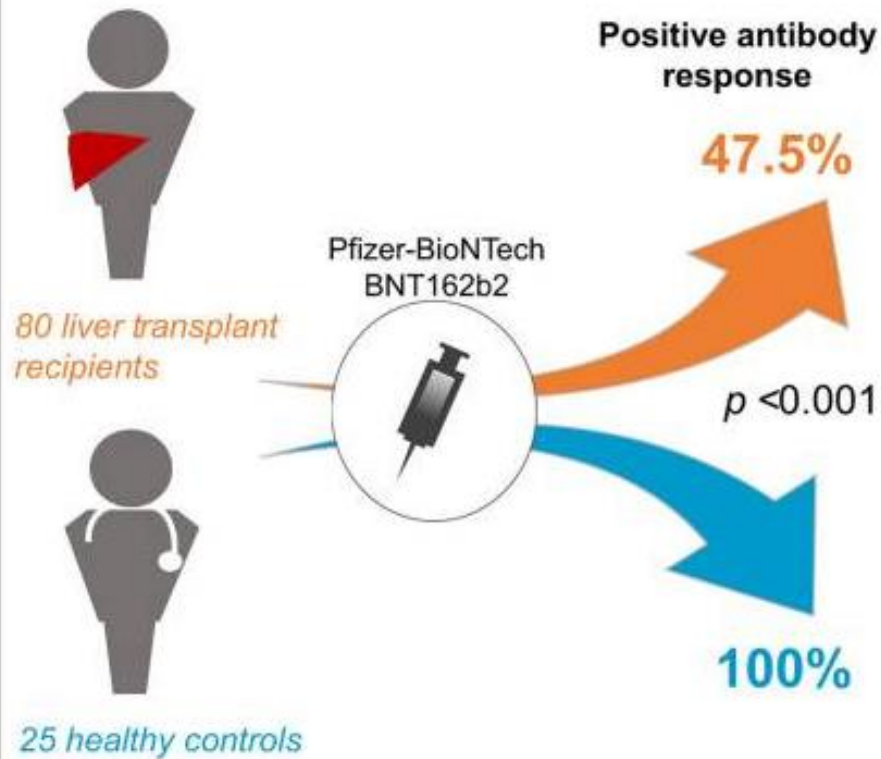 Positive antibody
response
47.5%
Pfizer-BioNTech
BNT162b2
80 liver transplant
recipients
p <0.001
100%
25 healthy controls